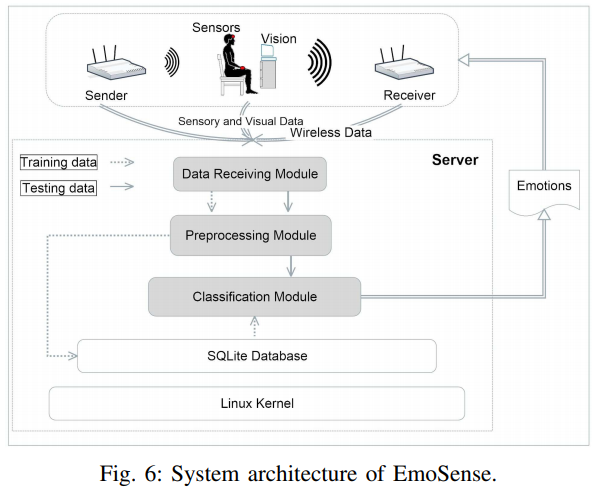 Sensors
Vision
Sender
Receiver
Sensory and Visual Data
Wireless Data
Server
Training data
Testing data
Data Receiving Module
Preprocessing Module
Classification Module
SQLite Database
Linux Kernel
Emotions
Fig. 6: System architecture of EmoSense.